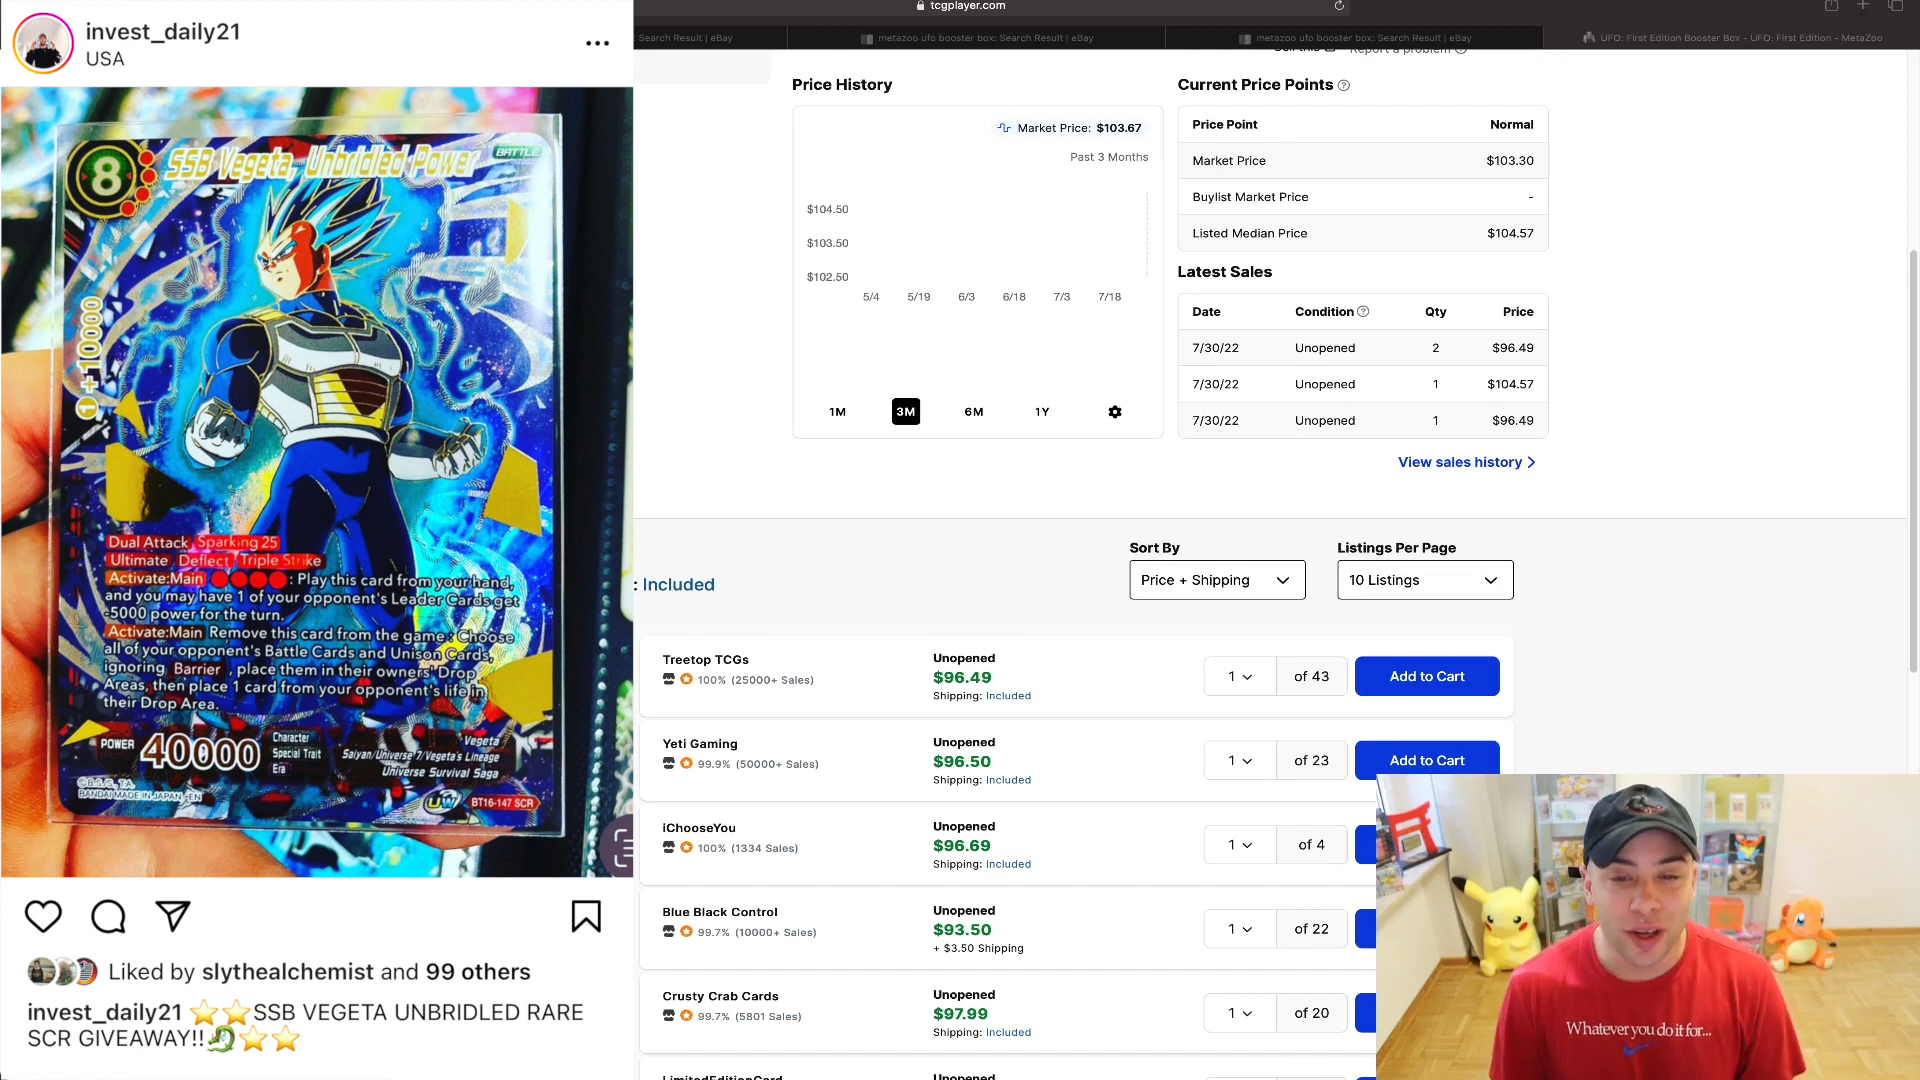 invest_daily21
USA
8
SSB Vegeta, Unbridled Power
BATTLE
1 +10000
Dual Attack Sparking 25
Ultimate Deflect Triple Strike
Activate:Main : Play this card from your hand,
and you may have 1 of your opponent's Leader Cards get
-5000 power for the turn.
Activate:Main Remove this card from the game : Choose
all of your opponent's Battle Cards and Unison Cards,
ignoring Barrier, place them in their owners' Drop
Areas, then place 1 card from your opponent's life in
their Drop Area.
POWER 40000
Character
Special Trait
Era
Vegeta
Saiyan/Universe 7/Vegeta's Lineage
Universe Survival Saga
©B.S/S., T.A.
BANDAI MADE IN JAPAN -EN
UW BT16-147 SCR
Liked by slythealchemist and 99 others
invest_daily21 ⭐⭐SSB VEGETA UNBRIDLED RARE
SCR GIVEAWAY!!🐉⭐⭐
tcgplayer.com
: Search Result | eBay
metazoo ufo booster box: Search Result | eBay
metazoo ufo booster box: Search Result | eBay
UFO: First Edition Booster Box - UFO: First Edition - MetaZoo
Sell this
Report a problem
Price History
Market Price: $103.67
Past 3 Months
$104.50
$103.50
$102.50
5/4 5/19 6/3 6/18 7/3 7/18
1M 3M 6M 1Y
Current Price Points
Price Point Normal
Market Price $103.30
Buylist Market Price -
Listed Median Price $104.57
Latest Sales
Date Condition Qty Price
7/30/22 Unopened 2 $96.49
7/30/22 Unopened 1 $104.57
7/30/22 Unopened 1 $96.49
View sales history
: Included
Sort By
Price + Shipping
Listings Per Page
10 Listings
Treetop TCGs
100% (25000+ Sales)
Unopened
$96.49
Shipping: Included
1 of 43 Add to Cart
Yeti Gaming
99.9% (50000+ Sales)
Unopened
$96.50
Shipping: Included
1 of 23 Add to Cart
iChooseYou
100% (1334 Sales)
Unopened
$96.69
Shipping: Included
1 of 4
Blue Black Control
99.7% (10000+ Sales)
Unopened
$93.50
+ $3.50 Shipping
1 of 22
Crusty Crab Cards
99.7% (5801 Sales)
Unopened
$97.99
Shipping: Included
1 of 20
LimitedEditionCard
Unopened
Whatever you do it for...